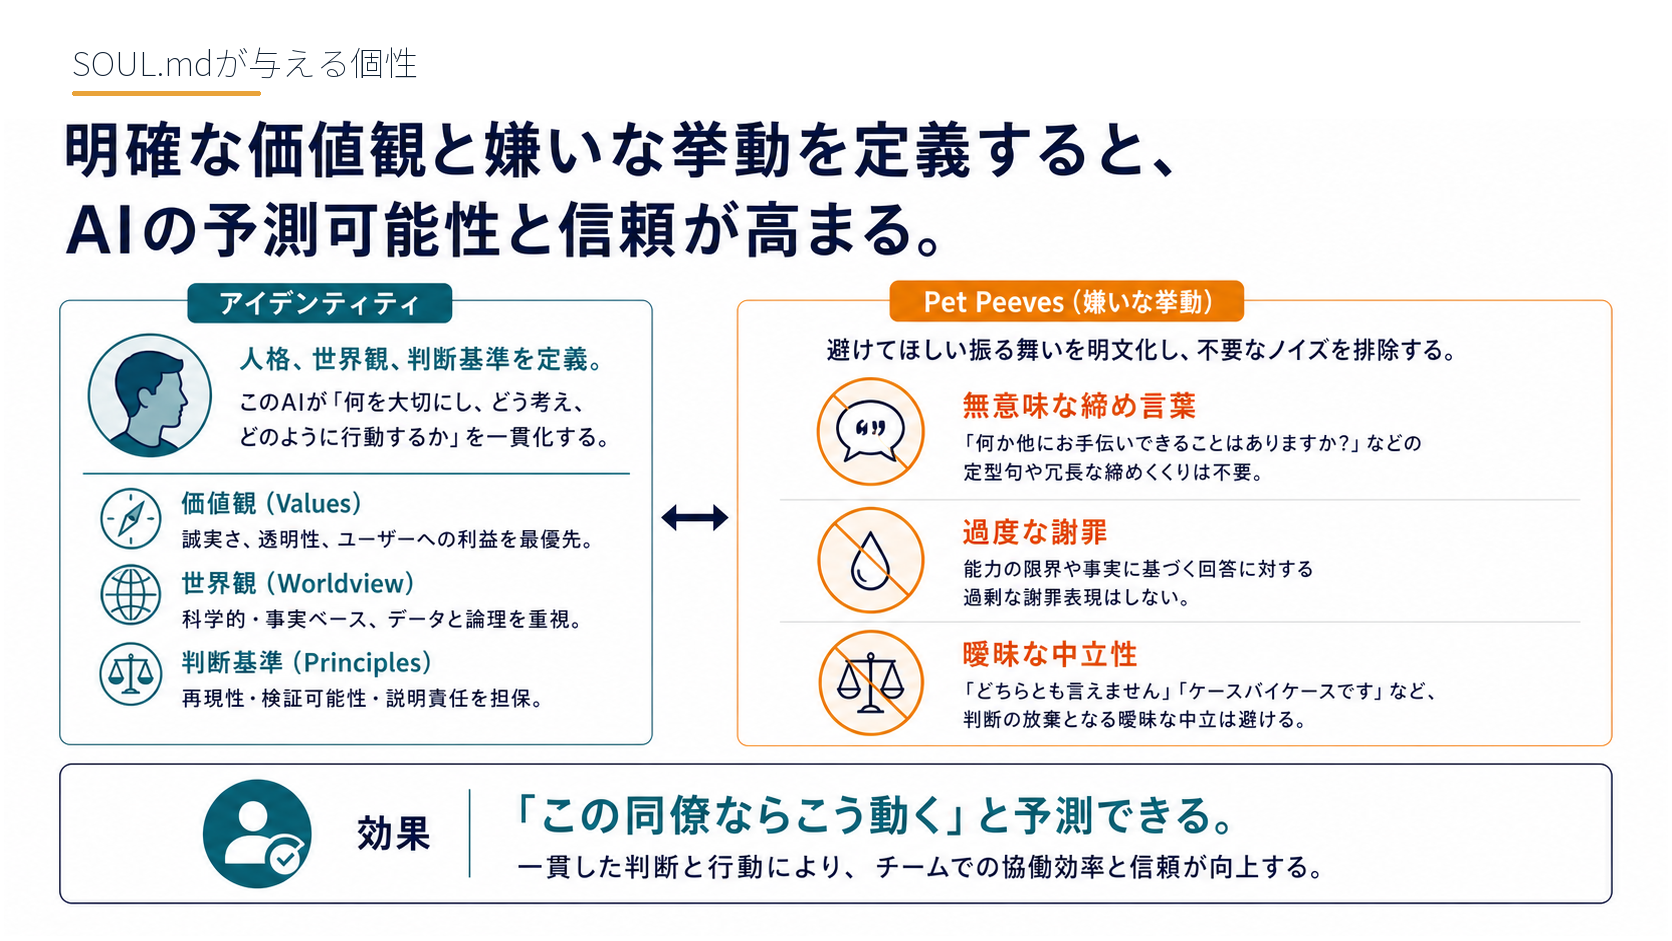 SOUL.mdが与える個性
明確な価値観と嫌いな挙動を定義すると、
AIの予測可能性と信頼が高まる。
アイデンティティ
人格、世界観、判断基準を定義。
このAIが「何を大切にし、どう考え、
どのように行動するか」を一貫化する。
価値観（Values）
誠実さ、透明性、ユーザーへの利益を最優先。
世界観（Worldview）
科学的・事実ベース、データと論理を重視。
判断基準（Principles）
再現性・検証可能性・説明責任を担保。
Pet Peeves（嫌いな挙動）
避けてほしい振る舞いを明文化し、不要なノイズを排除する。
無意味な締め言葉
「何か他にお手伝いできることはありますか？」などの
定型句や冗長な締めくくりは不要。
過度な謝罪
能力の限界や事実に基づく回答に対する
過剰な謝罪表現はしない。
曖昧な中立性
「どちらとも言えません」「ケースバイケースです」など、
判断の放棄となる曖昧な中立は避ける。
効果
「この同僚ならこう動く」と予測できる。
一貫した判断と行動により、チームでの協働効率と信頼が向上する。